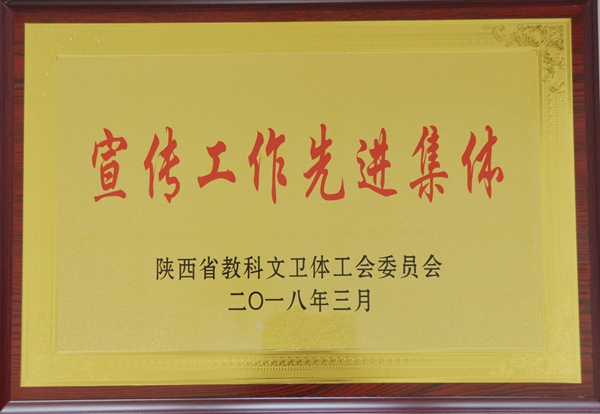 宣传工作先进集体
陕西省教科文卫体工会委员会
二〇一八年三月